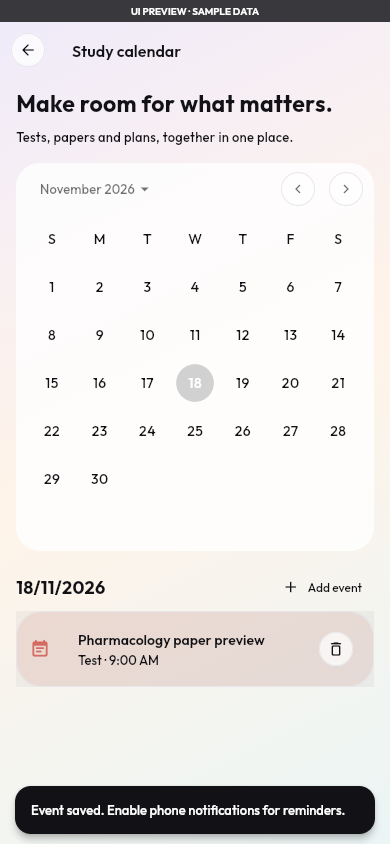 UI PREVIEW · SAMPLE DATA
Study calendar
Make room for what matters.
Tests, papers and plans, together in one place.
November 2026
S M T W T F S
1 2 3 4 5 6 7
8 9 10 11 12 13 14
15 16 17 18 19 20 21
22 23 24 25 26 27 28
29 30
18/11/2026
Add event
Pharmacology paper preview
Test · 9:00 AM
Event saved. Enable phone notifications for reminders.